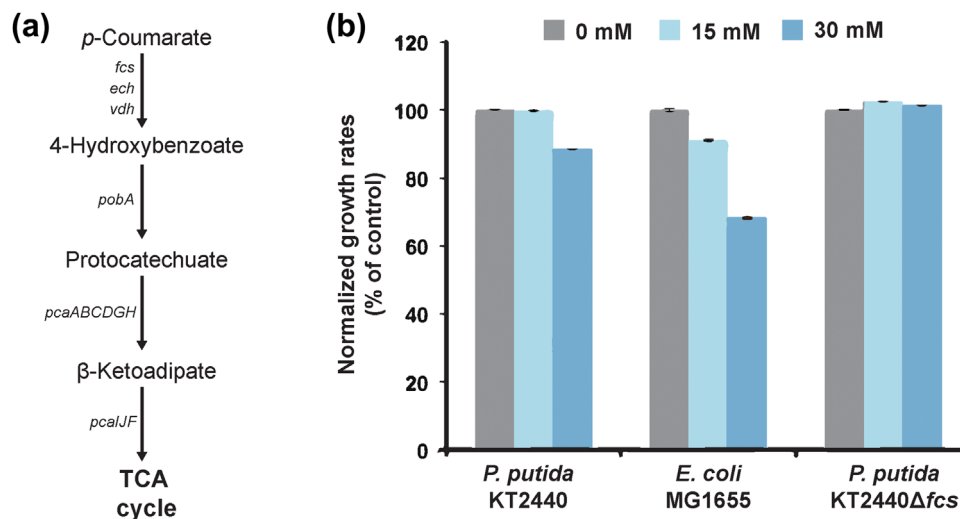 (a)
p-Coumarate
fcs
ech
vdh
4-Hydroxybenzoate
pobA
Protocatechuate
pcaABCDGH
β-Ketoadipate
pcaIJF
TCA
cycle
(b)
0 mM 15 mM 30 mM
Normalized growth rates
(% of control)
120
100
80
60
40
20
0
P. putida
KT2440
E. coli
MG1655
P. putida
KT2440Δfcs